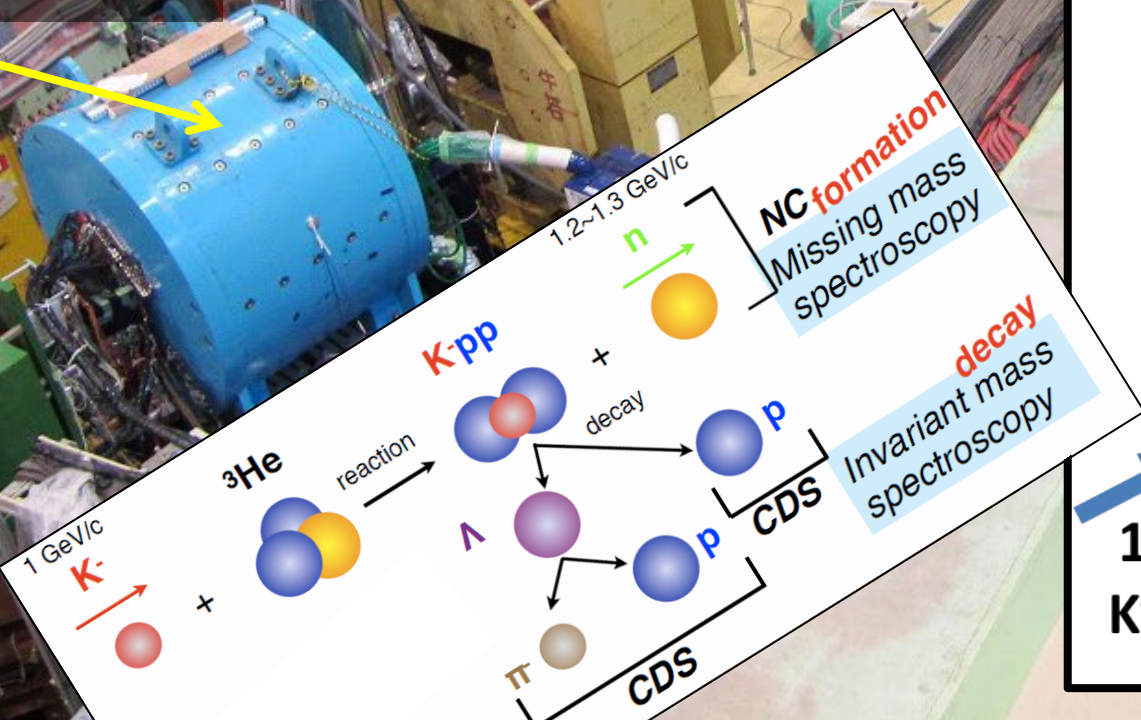 1 GeV/c
K-
+
³He
reaction
K-pp
+
1.2~1.3 GeV/c
n
NC
formation
Missing mass
spectroscopy
decay
Λ
p
CDS
decay
Invariant mass
spectroscopy
π-
p
CDS
1
K